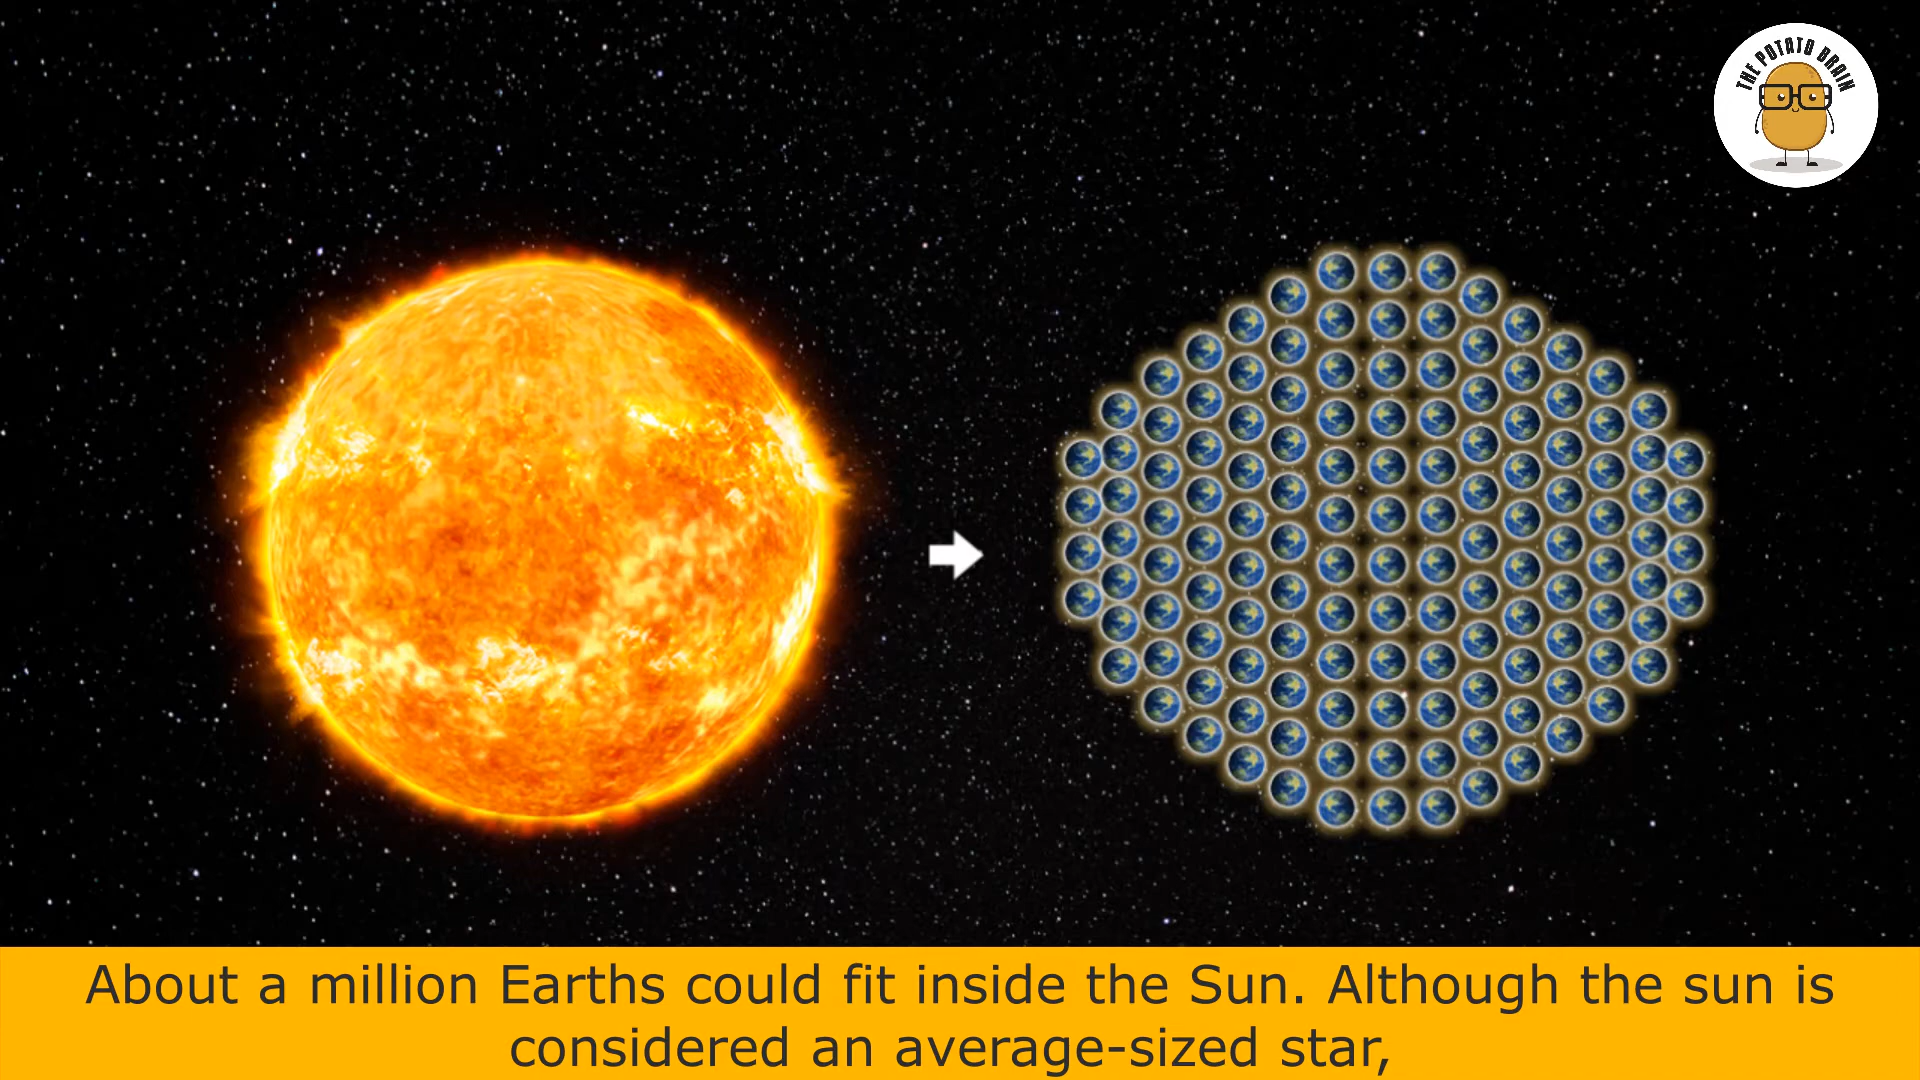 THE POTATO BRAIN
About a million Earths could fit inside the Sun. Although the sun is
considered an average-sized star,